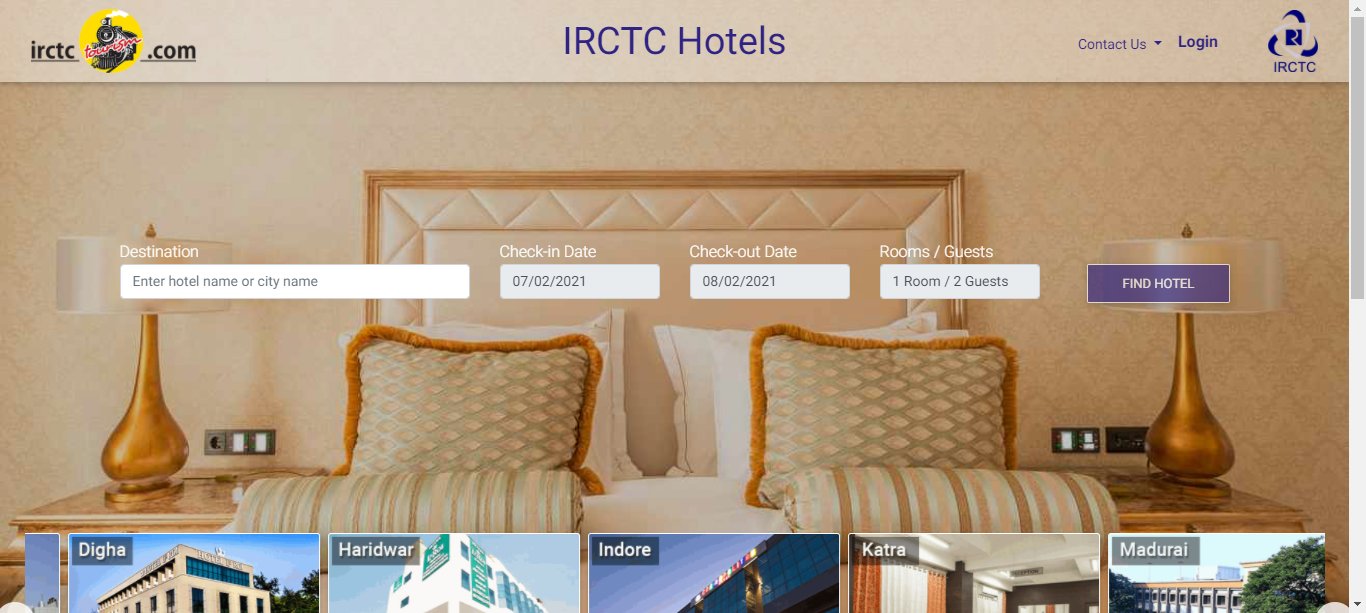 irctc tourism .com
IRCTC Hotels
Contact Us
Login
IRCTC
Destination
Check-in Date
Check-out Date
Rooms / Guests
Enter hotel name or city name
07/02/2021
08/02/2021
1 Room / 2 Guests
FIND HOTEL
Digha
Haridwar
Indore
Katra
Madurai